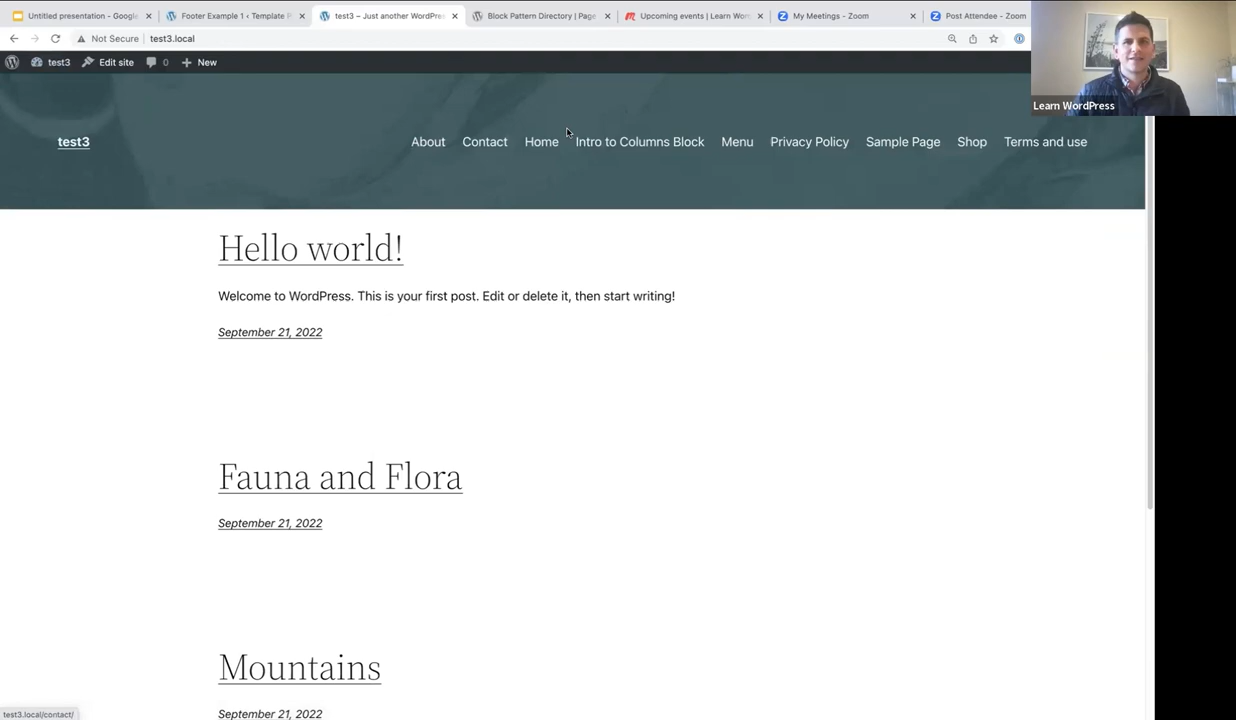 Untitled presentation - Google
Footer Example 1 ‹ Template P
test3 – Just another WordPres
Block Pattern Directory | Page
Upcoming events | Learn Wor
My Meetings - Zoom
Post Attendee - Zoom
Not Secure | test3.local
test3
Edit site
0
New
Learn WordPress
test3
About Contact Home Intro to Columns Block Menu Privacy Policy Sample Page Shop Terms and use
Hello world!
Welcome to WordPress. This is your first post. Edit or delete it, then start writing!
September 21, 2022
Fauna and Flora
September 21, 2022
Mountains
September 21, 2022
test3.local/contact/